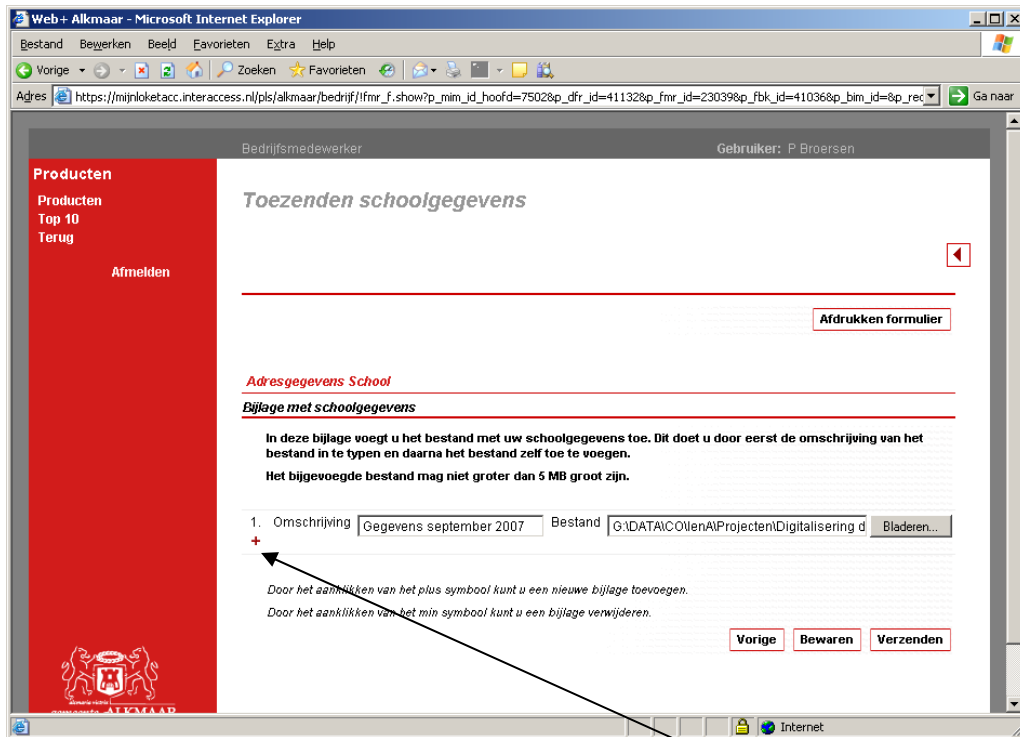 Web+ Alkmaar - Microsoft Internet Explorer
Bestand Bewerken Beeld Favorieten Extra Help
Vorige Zoeken Favorieten
Adres https://mijnloketacc.interaccess.nl/pls/alkmaar/bedrijf/!fmr_f.show?p_mim_id_hoofd=7502&p_dfr_id=41132&p_fmr_id=23039&p_fbk_id=41036&p_bim_id=&p_rec Ga naar
Bedrijfsmedewerker Gebruiker: P Broersen
Producten
Producten
Top 10
Terug
Afmelden
Toezenden schoolgegevens
Afdrukken formulier
Adresgegevens School
Bijlage met schoolgegevens
In deze bijlage voegt u het bestand met uw schoolgegevens toe. Dit doet u door eerst de omschrijving van het
bestand in te typen en daarna het bestand zelf toe te voegen.
Het bijgevoegde bestand mag niet groter dan 5 MB groot zijn.
1. Omschrijving Gegevens september 2007 Bestand G:\DATA\CO\IenA\Projecten\Digitalisering d Bladeren...
+
Door het aanklikken van het plus symbool kunt u een nieuwe bijlage toevoegen.
Door het aanklikken van het min symbool kunt u een bijlage verwijderen.
Vorige Bewaren Verzenden
ALKMAAR
Internet